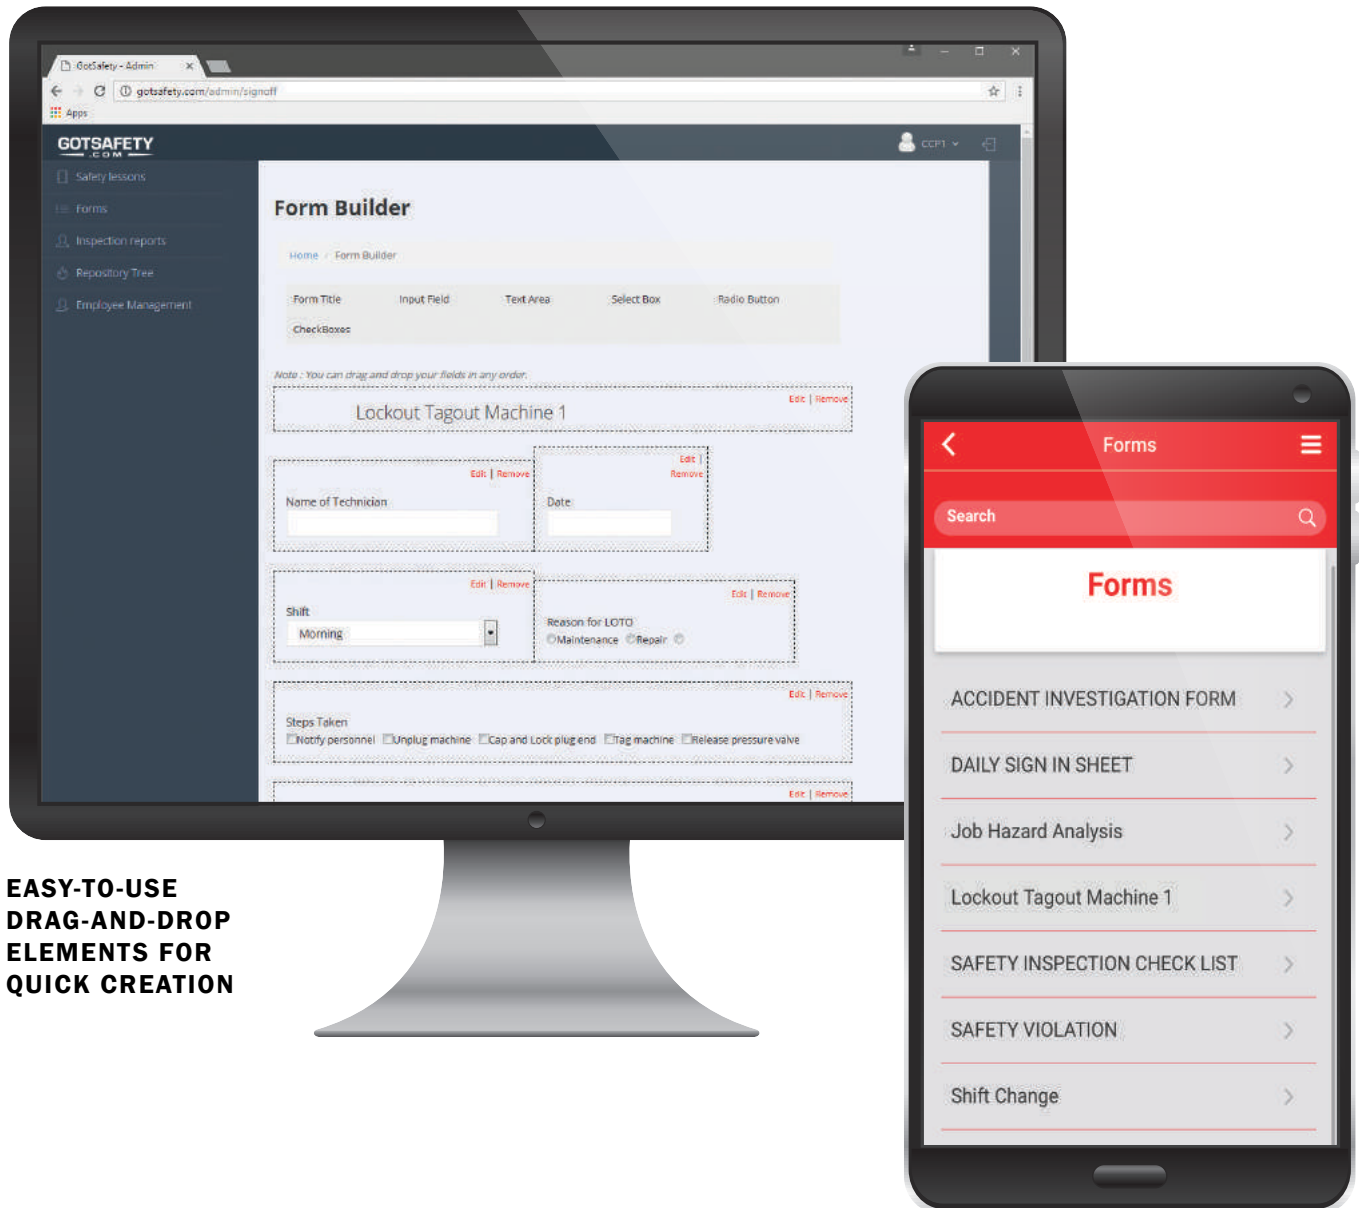 GotSafety - Admin
gotsafety.com/admin/signoff
Apps
GOTSAFETY
.COM
CCP1
Safety lessons
Forms
Inspection reports
Repository Tree
Employee Management
Form Builder
Home / Form Builder
Form Title Input Field Text Area Select Box Radio Button
CheckBoxes
Note : You can drag and drop your fields in any order.
Edit | Remove
Lockout Tagout Machine 1
Edit | Remove
Name of Technician
Edit |
Remove
Date
Edit | Remove
Shift
Morning
Edit | Remove
Reason for LOTO
Maintenance Repair
Edit | Remove
Steps Taken
Notify personnel Unplug machine Cap and Lock plug end Tag machine Release pressure valve
Edit | Remove
EASY-TO-USE
DRAG-AND-DROP
ELEMENTS FOR
QUICK CREATION
Forms
Search
Forms
ACCIDENT INVESTIGATION FORM
DAILY SIGN IN SHEET
Job Hazard Analysis
Lockout Tagout Machine 1
SAFETY INSPECTION CHECK LIST
SAFETY VIOLATION
Shift Change